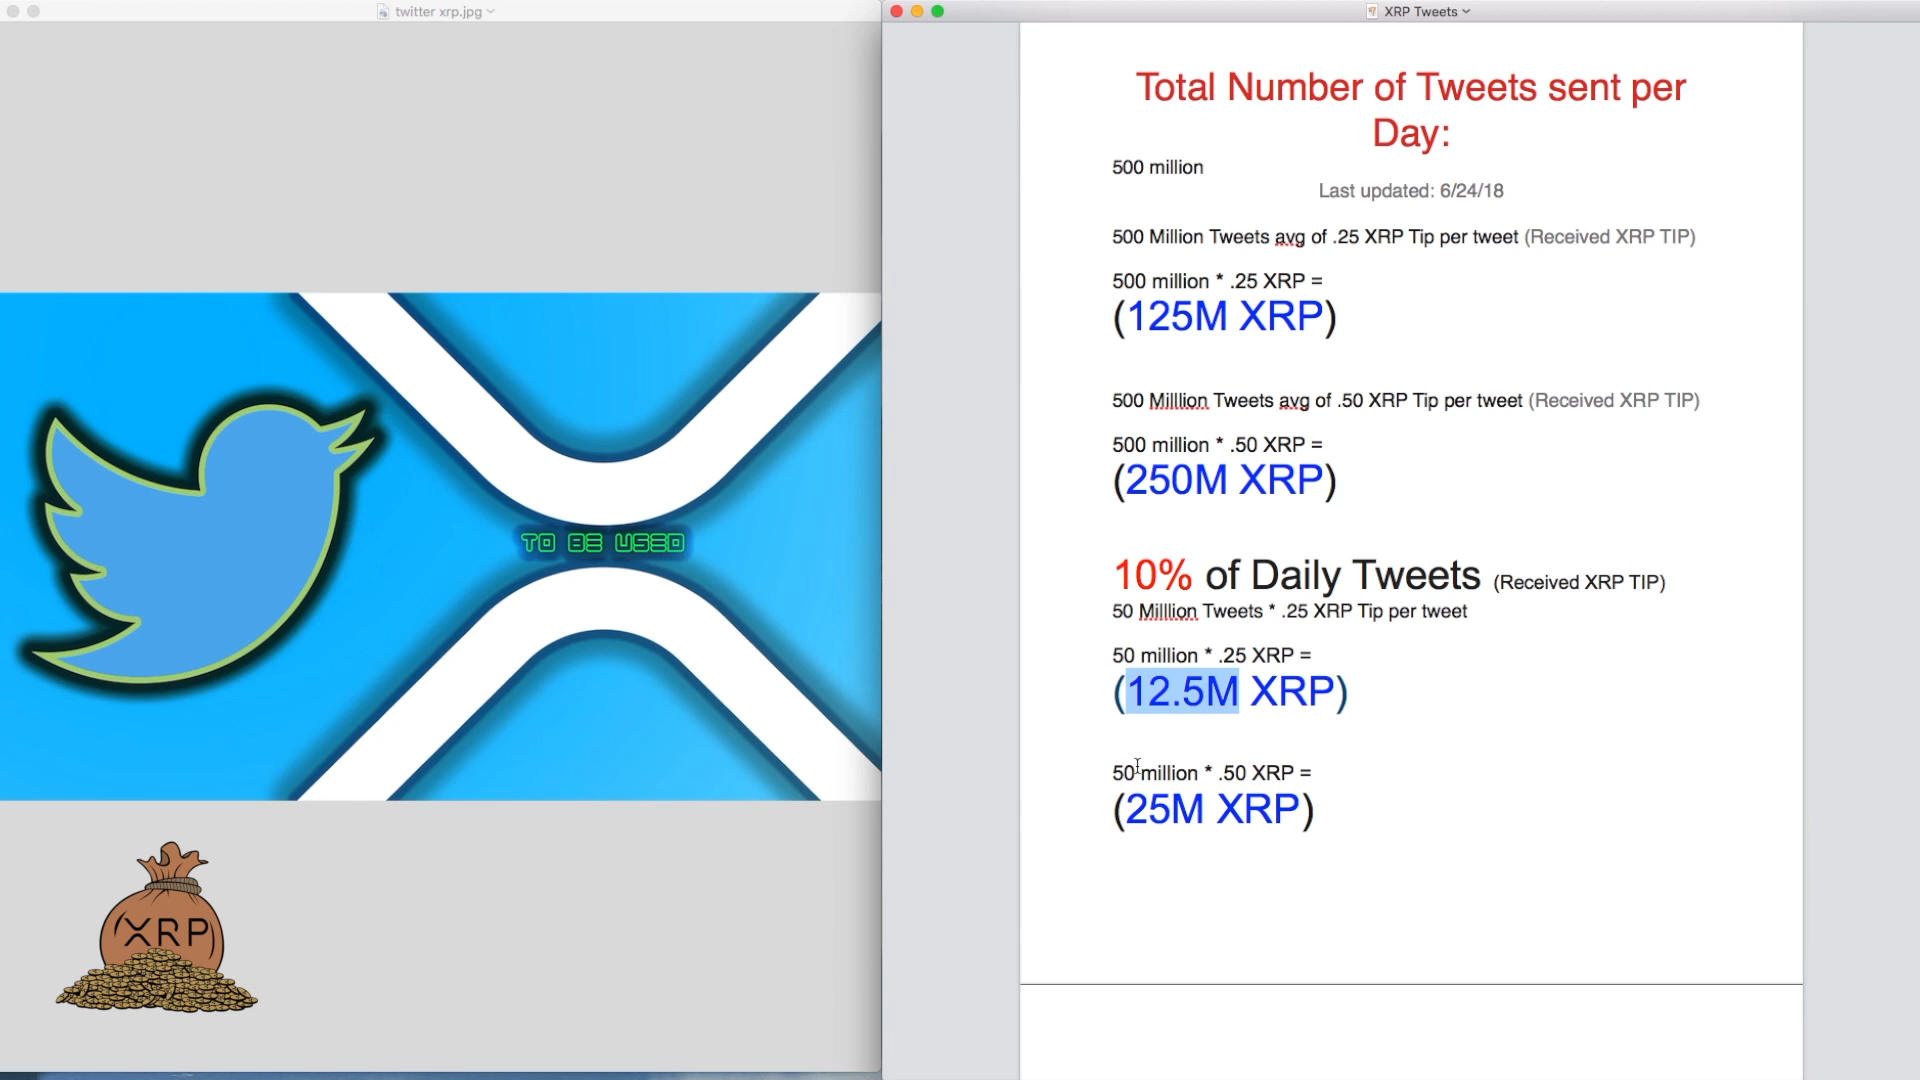 twitter xrp.jpg
XRP Tweets
Total Number of Tweets sent per
Day:
500 million
Last updated: 6/24/18
500 Million Tweets avg of .25 XRP Tip per tweet (Received XRP TIP)
500 million * .25 XRP =
(125M XRP)
500 Milllion Tweets avg of .50 XRP Tip per tweet (Received XRP TIP)
500 million * .50 XRP =
(250M XRP)
10% of Daily Tweets (Received XRP TIP)
50 Milllion Tweets * .25 XRP Tip per tweet
50 million * .25 XRP =
(12.5M XRP)
50 million * .50 XRP =
(25M XRP)
TO BE USED
XRP